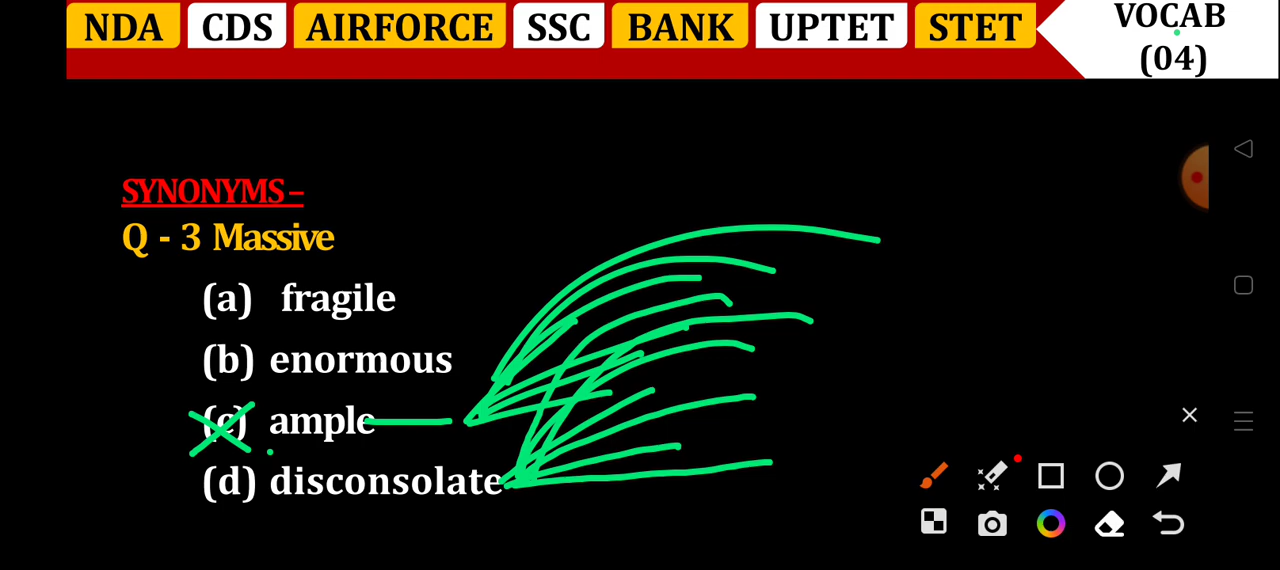 NDA CDS AIRFORCE SSC BANK UPTET STET VOCAB
(04)
SYNONYMS –
Q - 3 Massive
(a) fragile
(b) enormous
(c) ample
(d) disconsolate